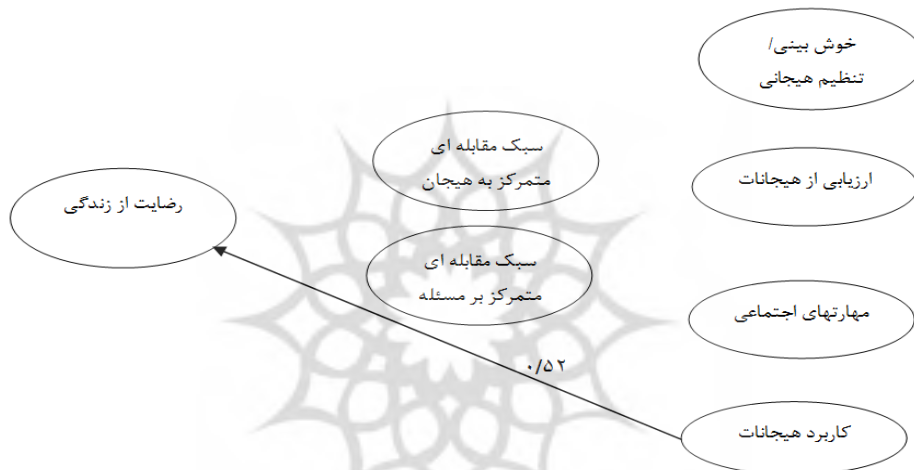 خوش بینی/
تنظیم هیجانی
سبک مقابله ای
متمرکز به هیجان
ارزیابی از هیجانات
رضایت از زندگی
سبک مقابله ای
متمرکز بر مسئله
مهارتهای اجتماعی
۰/۵۲
کاربرد هیجانات